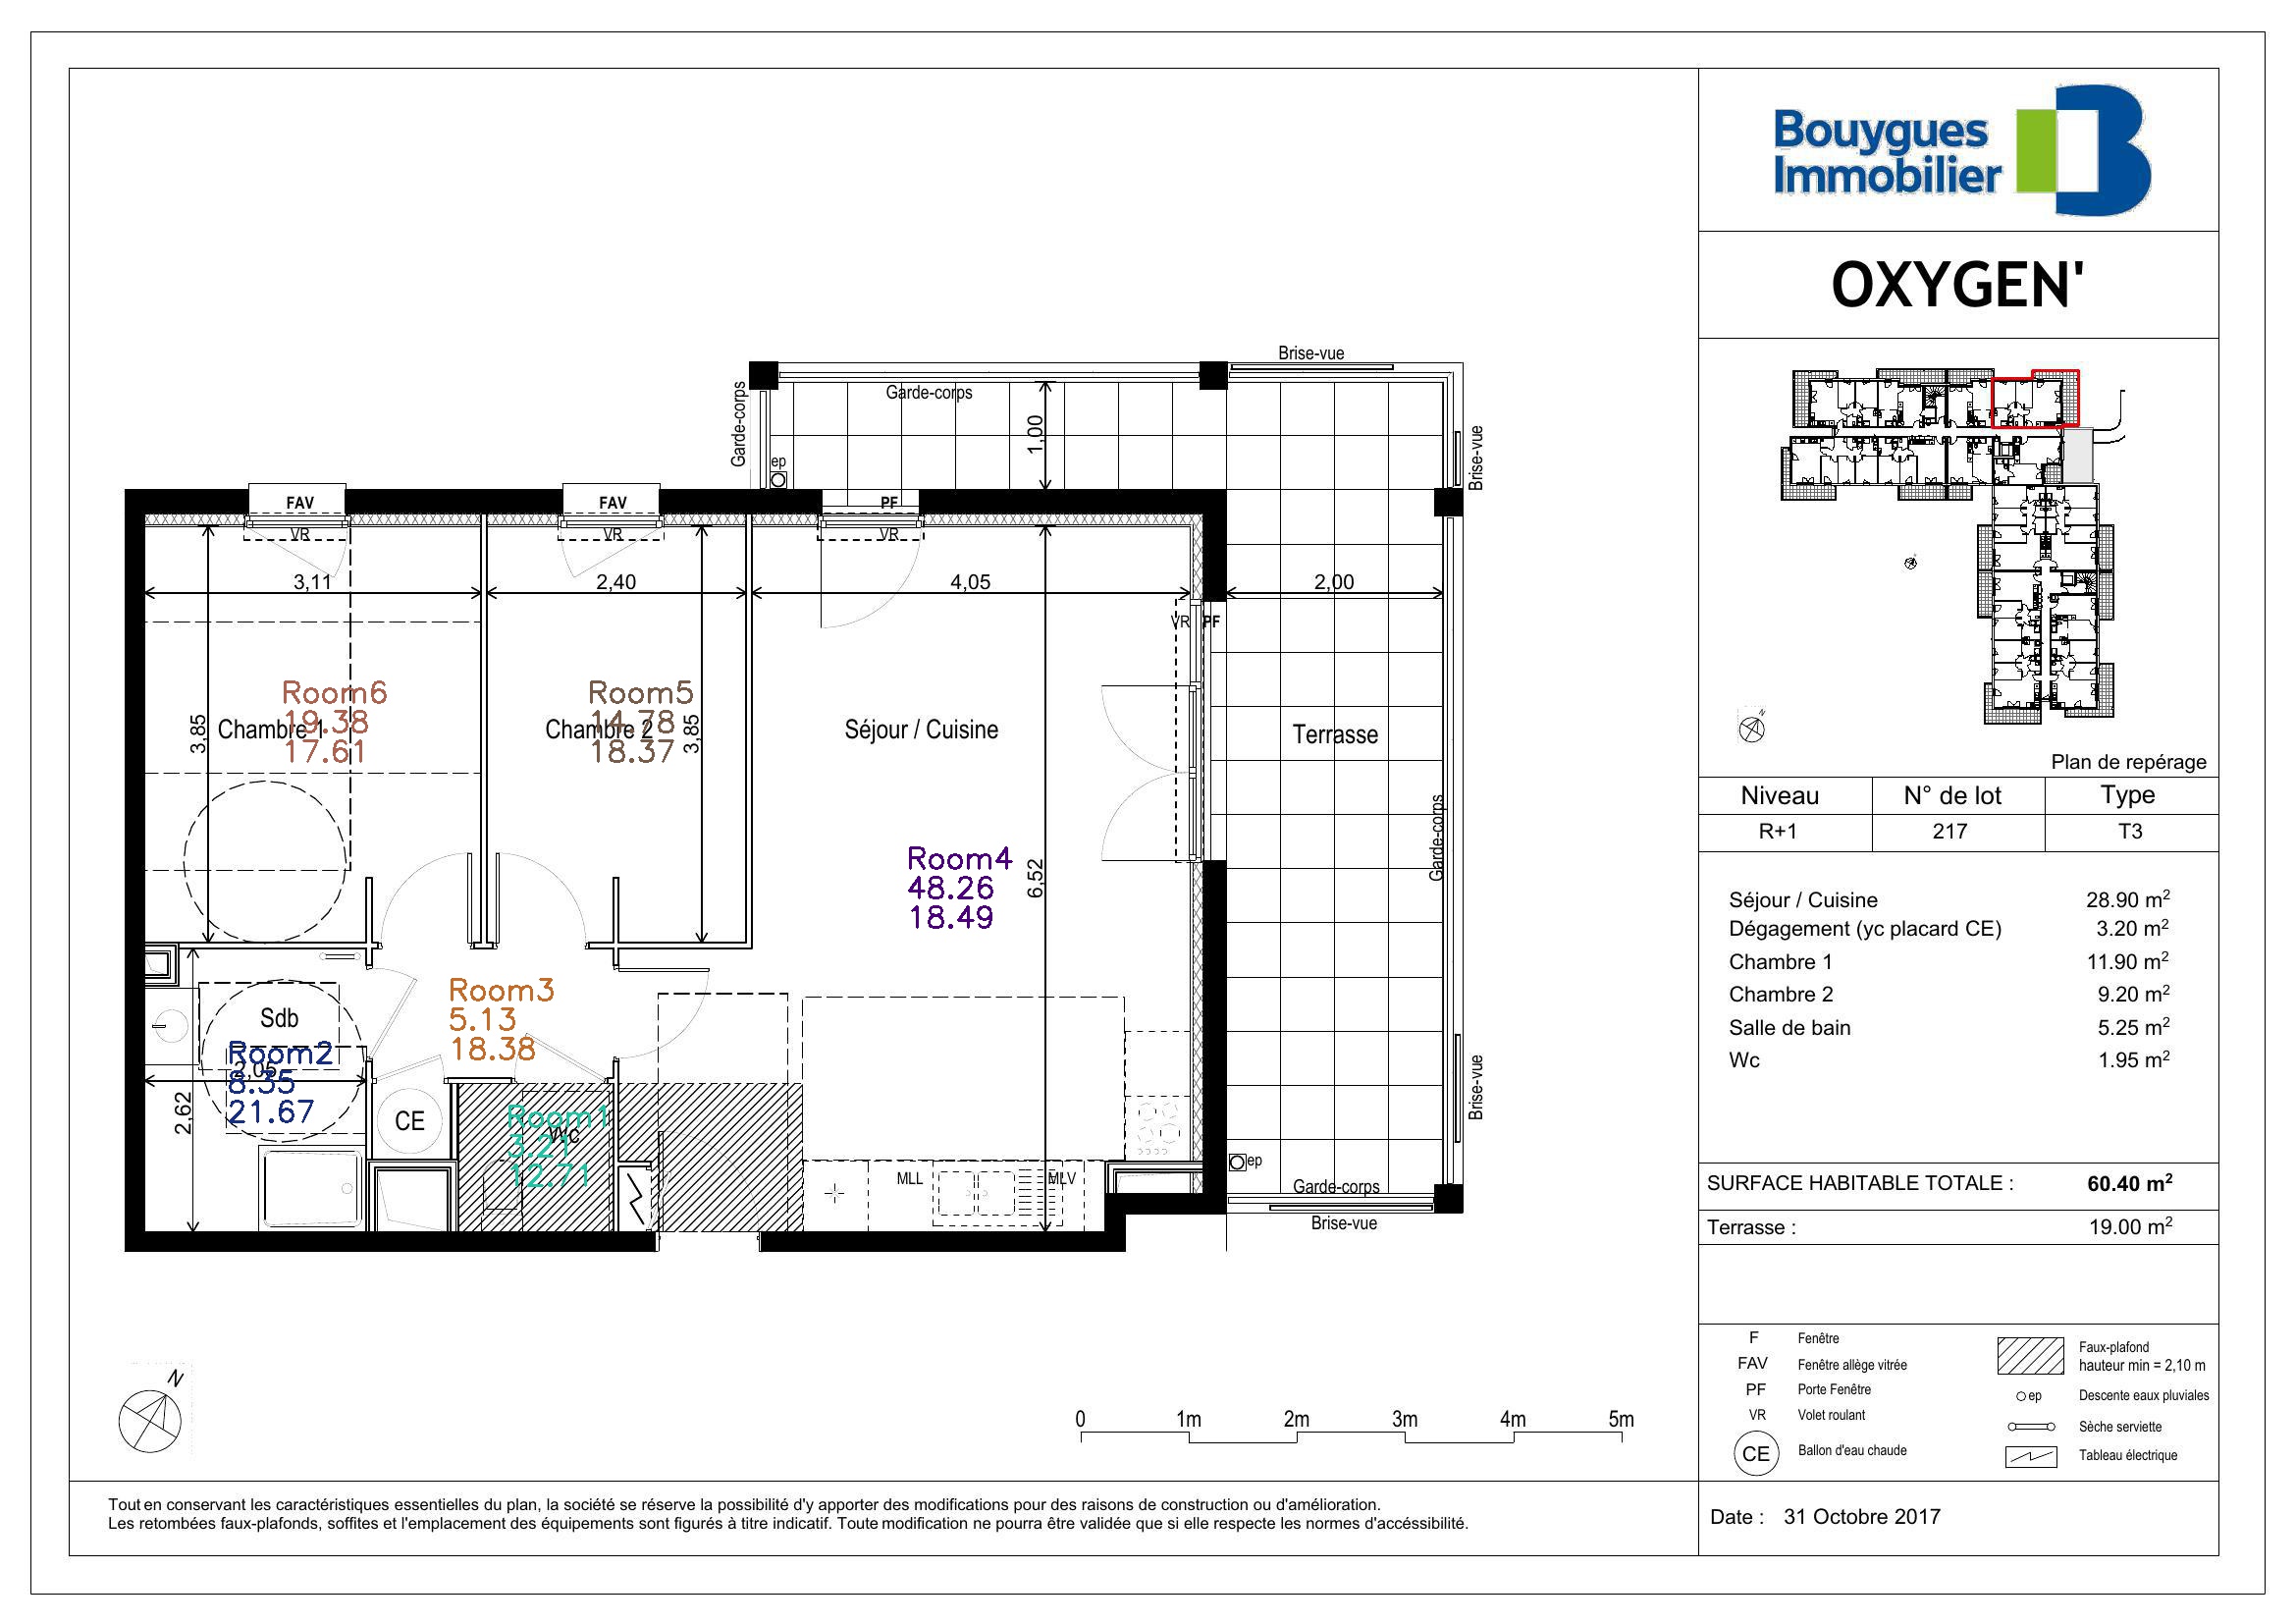 Bouygues
Immobilier
OXYGEN'
Plan de repérage
Niveau N° de lot Type
R+1 217 T3
Séjour / Cuisine 28.90 m²
Dégagement (yc placard CE) 3.20 m²
Chambre 1 11.90 m²
Chambre 2 9.20 m²
Salle de bain 5.25 m²
Wc 1.95 m²
SURFACE HABITABLE TOTALE : 60.40 m²
Terrasse : 19.00 m²
F Fenêtre
FAV Fenêtre allège vitrée
PF Porte Fenêtre
VR Volet roulant
CE Ballon d'eau chaude
Faux-plafond
hauteur min = 2,10 m
ep Descente eaux pluviales
Sèche serviette
Tableau électrique
Date : 31 Octobre 2017
Brise-vue
Garde-corps
Garde-corps
1,00
Brise-vue
ep
FAV
FAV
PF
VR
VR
VR
3,11
2,40
4,05
2,00
VR PF
Room6
19.38
17.61
Chambre 1
3,85
Room5
14.78
18.37
Chambre 2
3,85
Séjour / Cuisine
Terrasse
Garde-corps
Room4
48.26
18.49
6,52
Room3
5.13
18.38
Sdb
Room2
8.35
21.67
2,05
2,62
CE
Room1
3.21
12.71
Wc
MLL
MLV
Brise-vue
ep
Garde-corps
Brise-vue
N
N
0 1m 2m 3m 4m 5m
Tout en conservant les caractéristiques essentielles du plan, la société se réserve la possibilité d'y apporter des modifications pour des raisons de construction ou d'amélioration.
Les retombées faux-plafonds, soffites et l'emplacement des équipements sont figurés à titre indicatif. Toute modification ne pourra être validée que si elle respecte les normes d'accéssibilité.